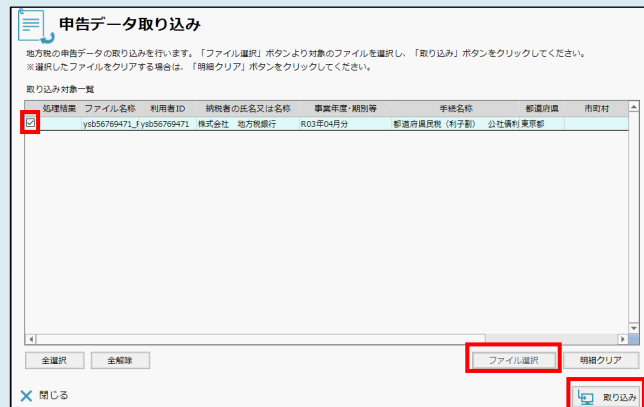 申告データ取り込み
地方税の申告データの取り込みを行います。「ファイル選択」ボタンより対象のファイルを選択し、「取り込み」ボタンをクリックしてください。
※選択したファイルをクリアする場合は、「明細クリア」ボタンをクリックしてください。
取り込み対象一覧
処理結果 ファイル名称 利用者ID 納税者の氏名又は名称 事業年度・期別等 手続名称 都道府県 市町村
ysb56769471_F ysb56769471 株式会社 地方税銀行 R03年04月分 都道府県民税（利子割） 公社債利 東京都
全選択 全解除 ファイル選択 明細クリア
閉じる 取り込み